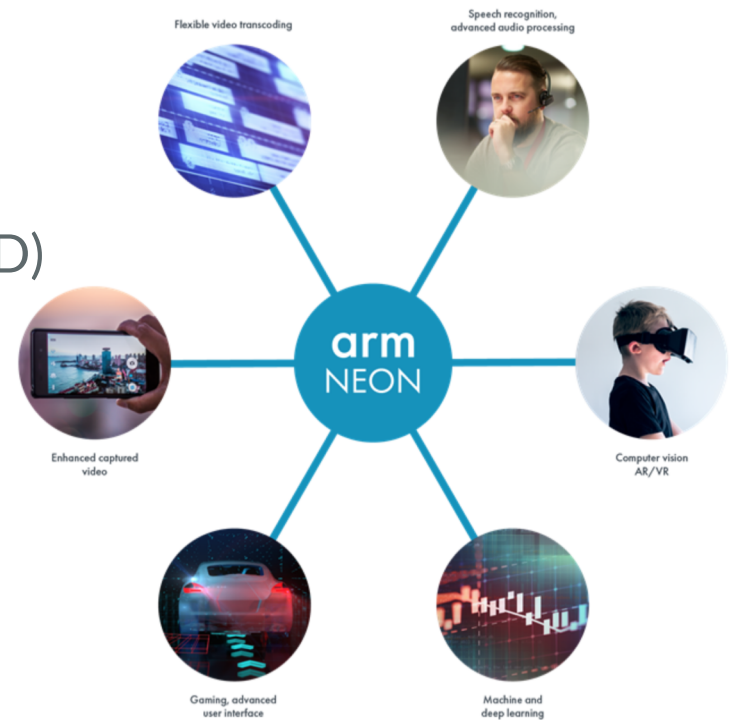 Flexible video transcoding
Speech recognition,
advanced audio processing
D)
arm
NEON
Enhanced captured
video
Computer vision
AR/VR
Gaming, advanced
user interface
Machine and
deep learning